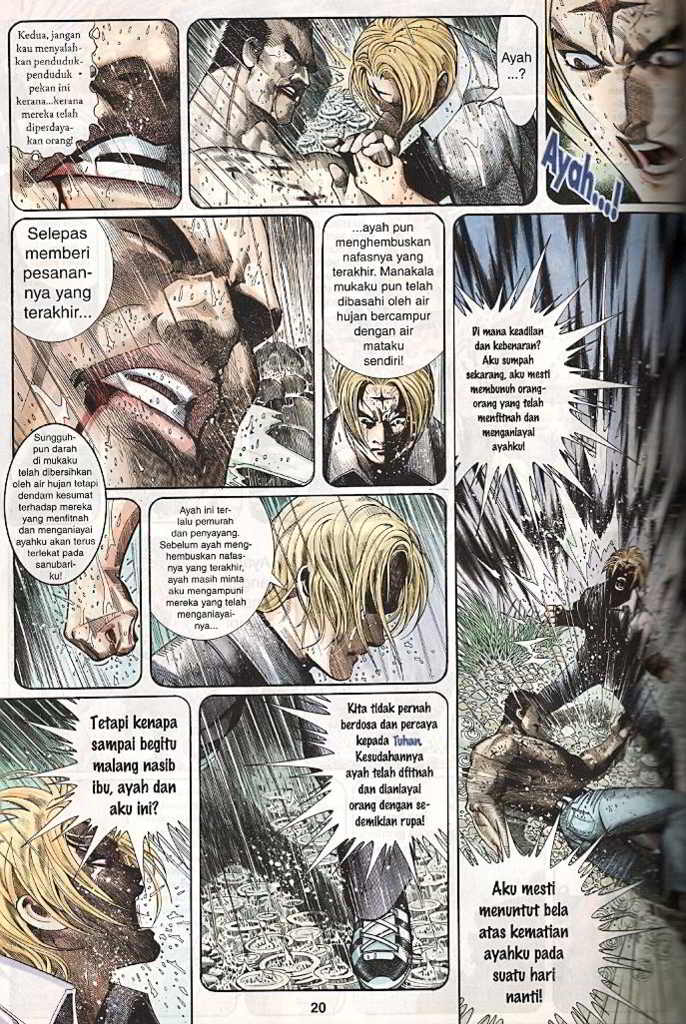 Kedua, jangan
kau menyalah-
kan penduduk-
penduduk
pekan ini
kerana...kerana
mereka telah
diperdaya-
kan orang!
Ayah
...?
Ayah...!
Selepas
memberi
pesanan-
nya yang
terakhir...
...ayah pun
menghembuskan
nafasnya yang
terakhir. Manakala
mukaku pun telah
dibasahi oleh air
hujan bercampur
dengan air
mataku
sendiri!
Di mana keadilan
dan kebenaran?
Aku sumpah
sekarang, aku mesti
membunuh orang-
orang yang telah
menfitnah dan
menganiayai
ayahku!
Sungguh-
pun darah
di mukaku
telah dibersihkan
oleh air hujan tetapi
dendam kesumat
terhadap mereka
yang menfitnah
dan menganiayai
ayahku akan terus
terlekat pada
sanubari-
ku!
Ayah ini ter-
lalu pemurah
dan penyayang.
Sebelum ayah meng-
hembuskan nafas-
nya yang terakhir,
ayah masih minta
aku mengampuni
mereka yang telah
menganiayai-
nya...
Tetapi kenapa
sampai begitu
malang nasib
ibu, ayah dan
aku ini?
Kita tidak pernah
berdosa dan percaya
kepada Tuhan.
Kesudahannya
ayah telah dfitnah
dan dianiayai
orang dengan se-
demikian rupa!
Aku mesti
menuntut bela
atas kematian
ayahku pada
suatu hari
nanti!
20